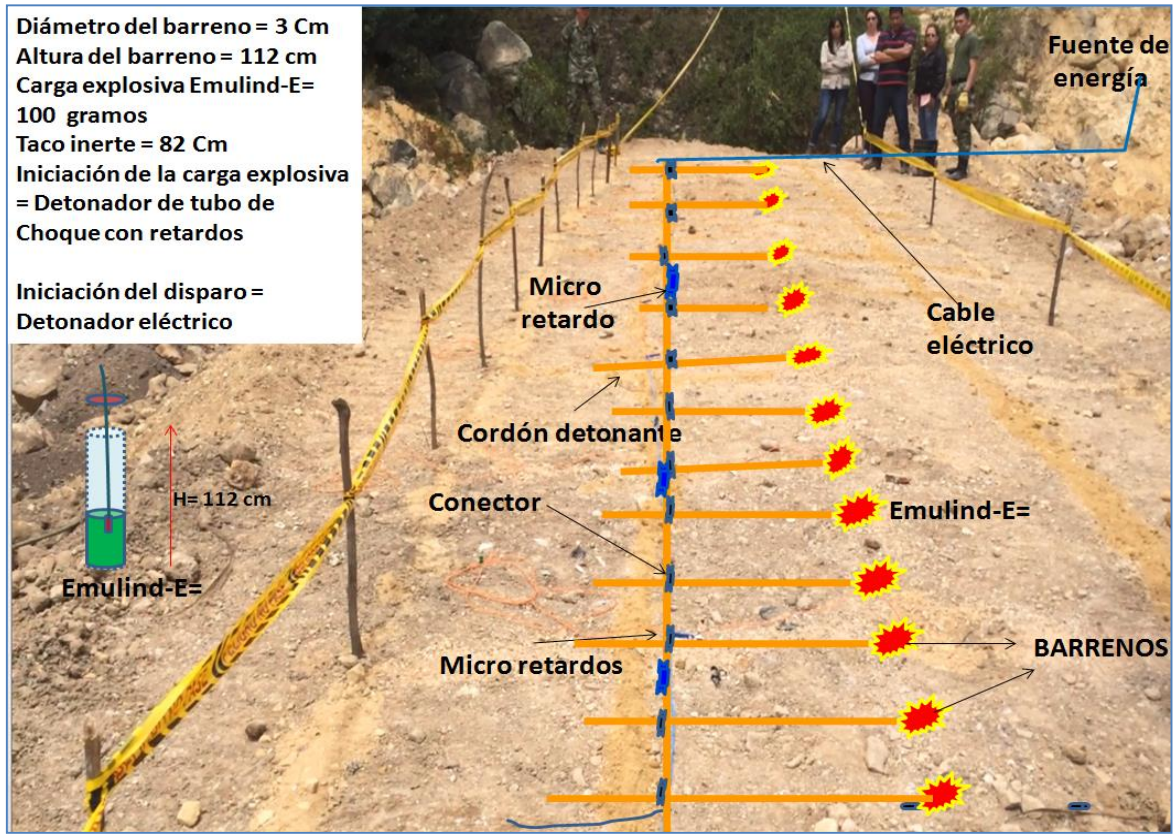 Diámetro del barreno = 3 Cm
Altura del barreno = 112 cm
Carga explosiva Emulind-E=
100 gramos
Taco inerte = 82 Cm
Iniciación de la carga explosiva
= Detonador de tubo de
Choque con retardos
Iniciación del disparo =
Detonador eléctrico
Fuente de
energía
Micro
retardo
Cable
eléctrico
Cordón detonante
H= 112 cm
Conector
Emulind-E=
Emulind-E=
Micro retardos
BARRENOS